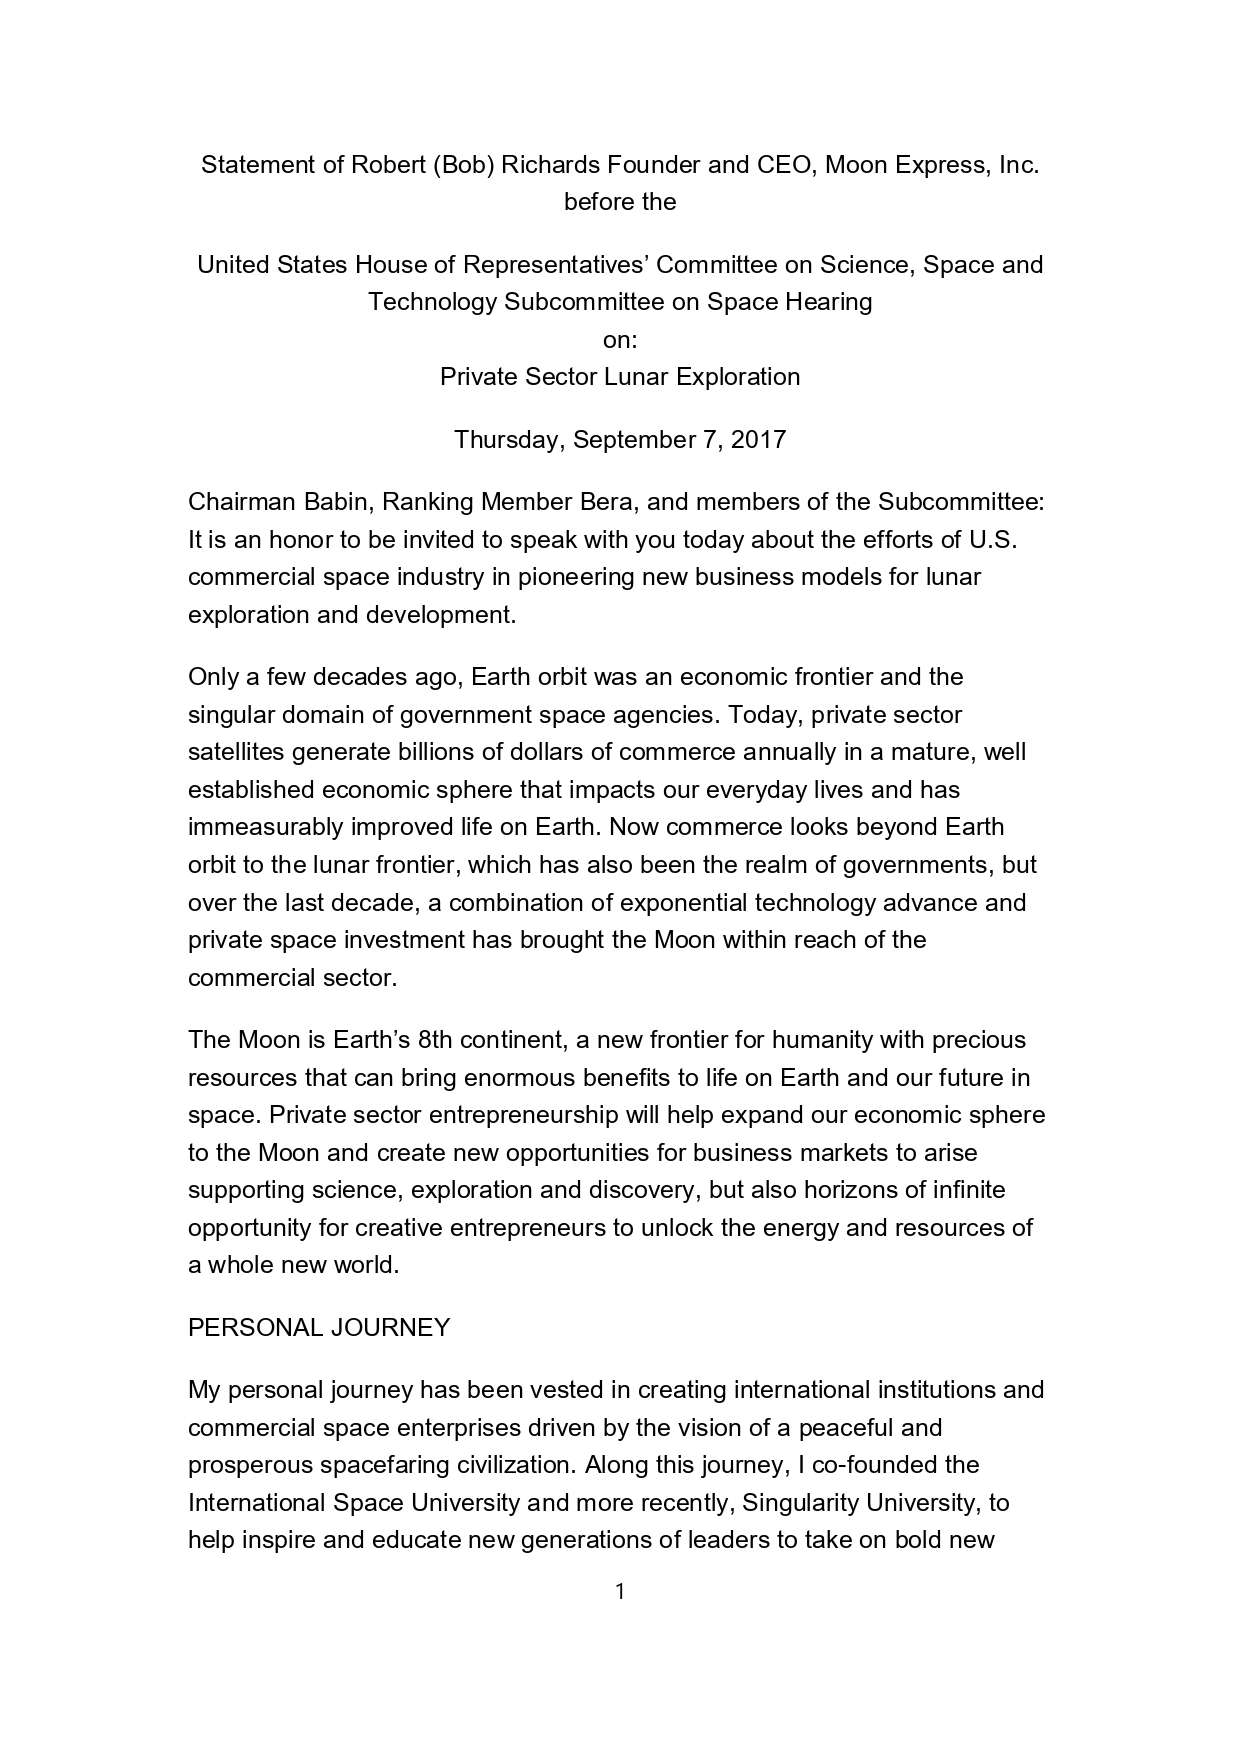 Statement of Robert (Bob) Richards Founder and CEO, Moon Express, Inc.
before the
United States House of Representatives’ Committee on Science, Space and
Technology Subcommittee on Space Hearing
on:
Private Sector Lunar Exploration
Thursday, September 7, 2017
Chairman Babin, Ranking Member Bera, and members of the Subcommittee:
It is an honor to be invited to speak with you today about the efforts of U.S.
commercial space industry in pioneering new business models for lunar
exploration and development.
Only a few decades ago, Earth orbit was an economic frontier and the
singular domain of government space agencies. Today, private sector
satellites generate billions of dollars of commerce annually in a mature, well
established economic sphere that impacts our everyday lives and has
immeasurably improved life on Earth. Now commerce looks beyond Earth
orbit to the lunar frontier, which has also been the realm of governments, but
over the last decade, a combination of exponential technology advance and
private space investment has brought the Moon within reach of the
commercial sector.
The Moon is Earth’s 8th continent, a new frontier for humanity with precious
resources that can bring enormous benefits to life on Earth and our future in
space. Private sector entrepreneurship will help expand our economic sphere
to the Moon and create new opportunities for business markets to arise
supporting science, exploration and discovery, but also horizons of infinite
opportunity for creative entrepreneurs to unlock the energy and resources of
a whole new world.
PERSONAL JOURNEY
My personal journey has been vested in creating international institutions and
commercial space enterprises driven by the vision of a peaceful and
prosperous spacefaring civilization. Along this journey, I co-founded the
International Space University and more recently, Singularity University, to
help inspire and educate new generations of leaders to take on bold new
1